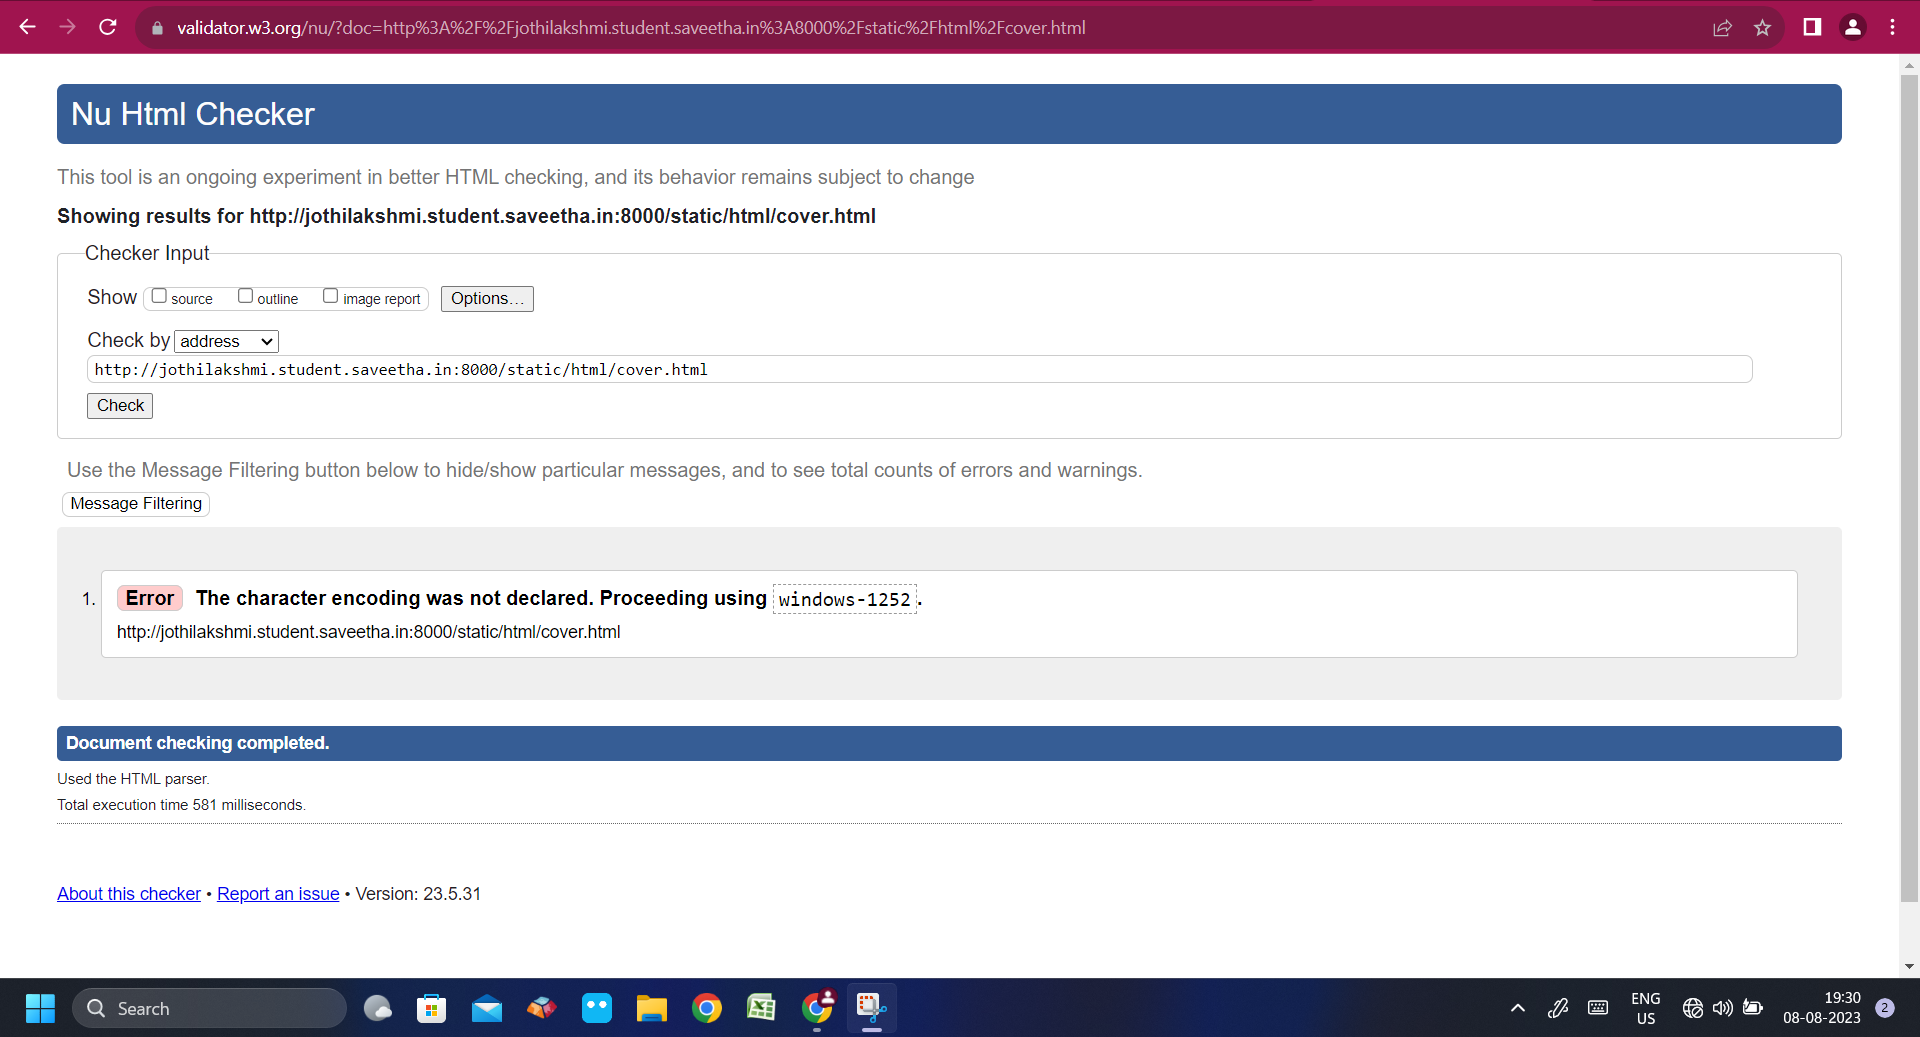 validator.w3.org/nu/?doc=http%3A%2F%2Fjothilakshmi.student.saveetha.in%3A8000%2Fstatic%2Fhtml%2Fcover.html
Nu Html Checker
This tool is an ongoing experiment in better HTML checking, and its behavior remains subject to change
Showing results for http://jothilakshmi.student.saveetha.in:8000/static/html/cover.html
Checker Input
Show source outline image report Options...
Check by address
http://jothilakshmi.student.saveetha.in:8000/static/html/cover.html
Check
Use the Message Filtering button below to hide/show particular messages, and to see total counts of errors and warnings.
Message Filtering
1. Error The character encoding was not declared. Proceeding using windows-1252.
http://jothilakshmi.student.saveetha.in:8000/static/html/cover.html
Document checking completed.
Used the HTML parser.
Total execution time 581 milliseconds.
About this checker • Report an issue • Version: 23.5.31
Search
ENG
US
19:30
08-08-2023
2